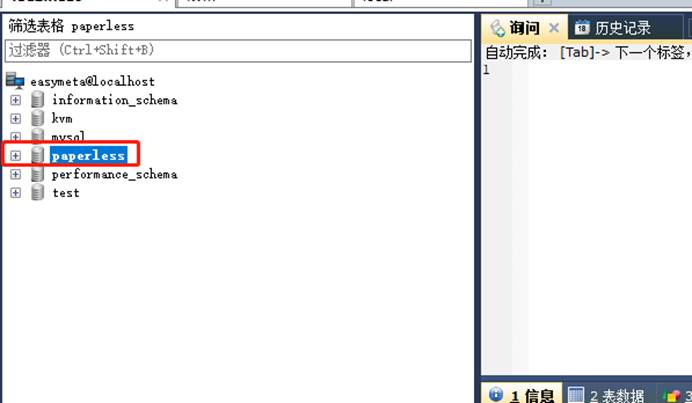 筛选表格 paperless
过滤器 (Ctrl+Shift+B)
easymeta@localhost
information_schema
kvm
mysql
paperless
performance_schema
test
询问
18 历史记录
自动完成: [Tab]-> 下一个标签,
1
1 信息
2 表数据
3